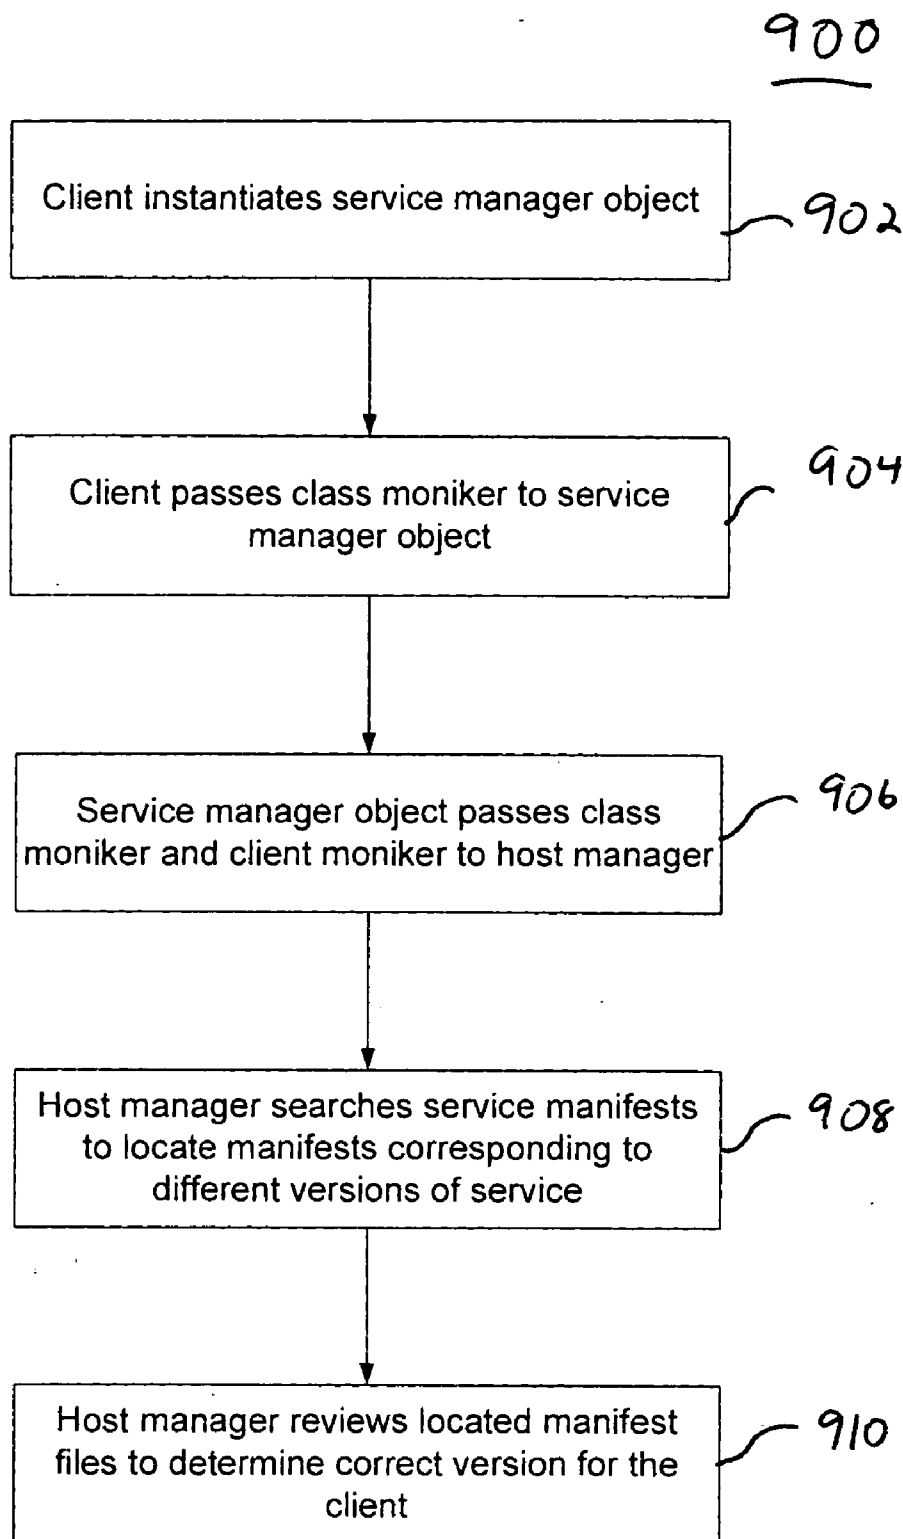 900
Client instantiates service manager object
902
Client passes class moniker to service
manager object
904
Service manager object passes class
moniker and client moniker to host manager
906
Host manager searches service manifests
to locate manifests corresponding to
different versions of service
908
Host manager reviews located manifest
files to determine correct version for the
client
910